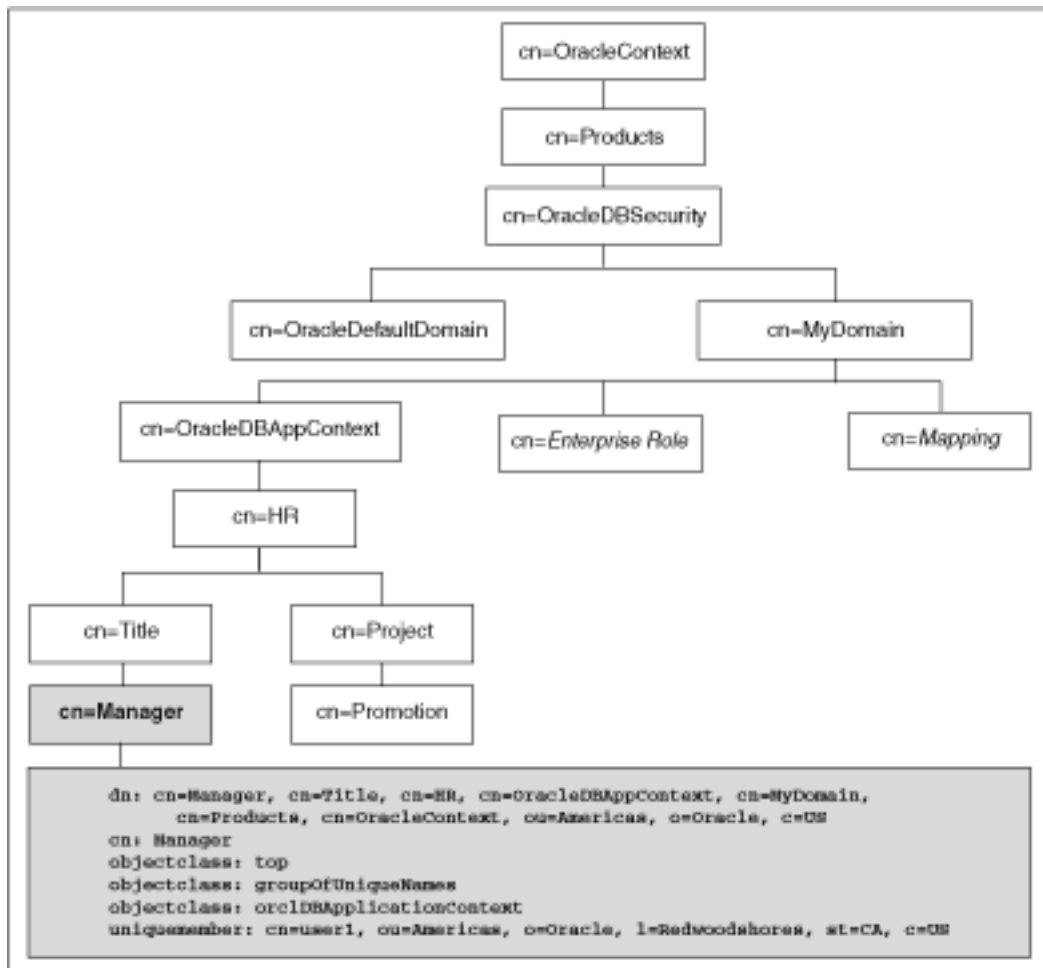 cn=OracleContext
cn=Products
cn=OracleDBSecurity
cn=OracleDefaultDomain
cn=MyDomain
cn=OracleDBAppContext
cn=Enterprise Role
cn=Mapping
cn=HR
cn=Title
cn=Project
cn=Manager
cn=Promotion
dn: cn=Manager, cn=Title, cn=HR, cn=OracleDBAppContext, cn=MyDomain,
cn=Products, cn=OracleContext, ou=Americas, o=Oracle, c=US
cn: Manager
objectclass: top
objectclass: groupOfUniqueNames
objectclass: orclDBApplicationContext
uniquemember: cn=user1, ou=Americas, o=Oracle, l=Redwoodshores, st=CA, c=US